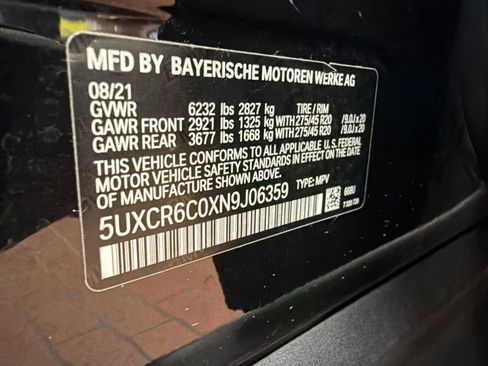 MFD BY BAYERISCHE MOTOREN WERKE AG
08/21
GVWR 6232 lbs 2827 kg TIRE / RIM
GAWR FRONT 2921 lbs 1325 kg WITH 275/45 R20 /9.0J x 20
GAWR REAR 3677 lbs 1668 kg WITH 275/45 R20 /9.0J x 20
THIS VEHICLE CONFORMS TO ALL APPLICABLE U.S. FEDERAL
MOTOR VEHICLE SAFETY STANDARDS IN EFFECT ON THE DATE
OF MANUFACTURE SHOWN ABOVE.
5UXCR6C0XN9J06359 TYPE: MPV